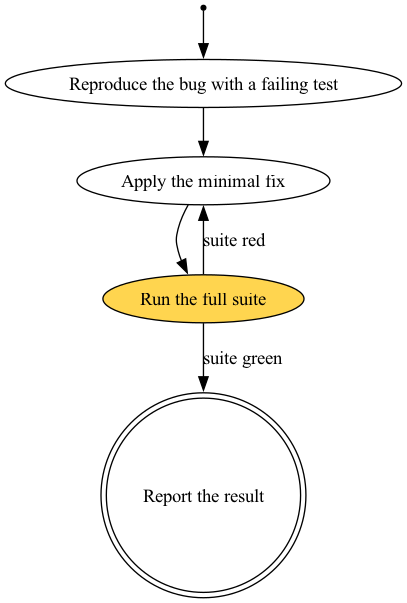 Reproduce the bug with a failing test
Apply the minimal fix
suite red
Run the full suite
suite green
Report the result